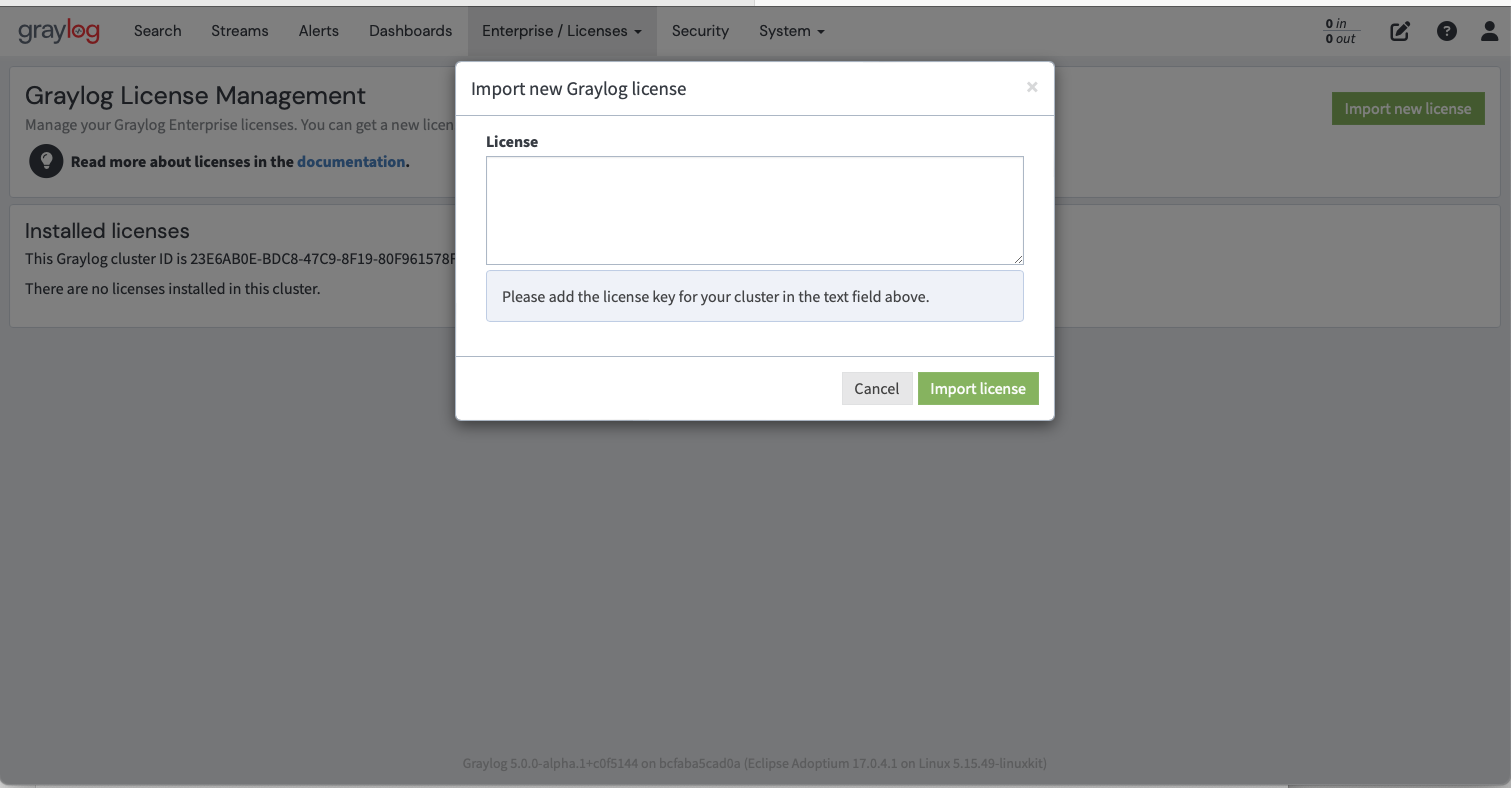 graylog Search Streams Alerts Dashboards Enterprise / Licenses Security System 0 in
0 out
Import new Graylog license ×
Graylog License Management
Manage your Graylog Enterprise licenses. You can get a new licen
Import new license
Read more about licenses in the documentation.
License
Installed licenses
This Graylog cluster ID is 23E6AB0E-BDC8-47C9-8F19-80F961578F
There are no licenses installed in this cluster.
Please add the license key for your cluster in the text field above.
Cancel Import license
Graylog 5.0.0-alpha.1+c0f5144 on bcfaba5cad0a (Eclipse Adoptium 17.0.4.1 on Linux 5.15.49-linuxkit)